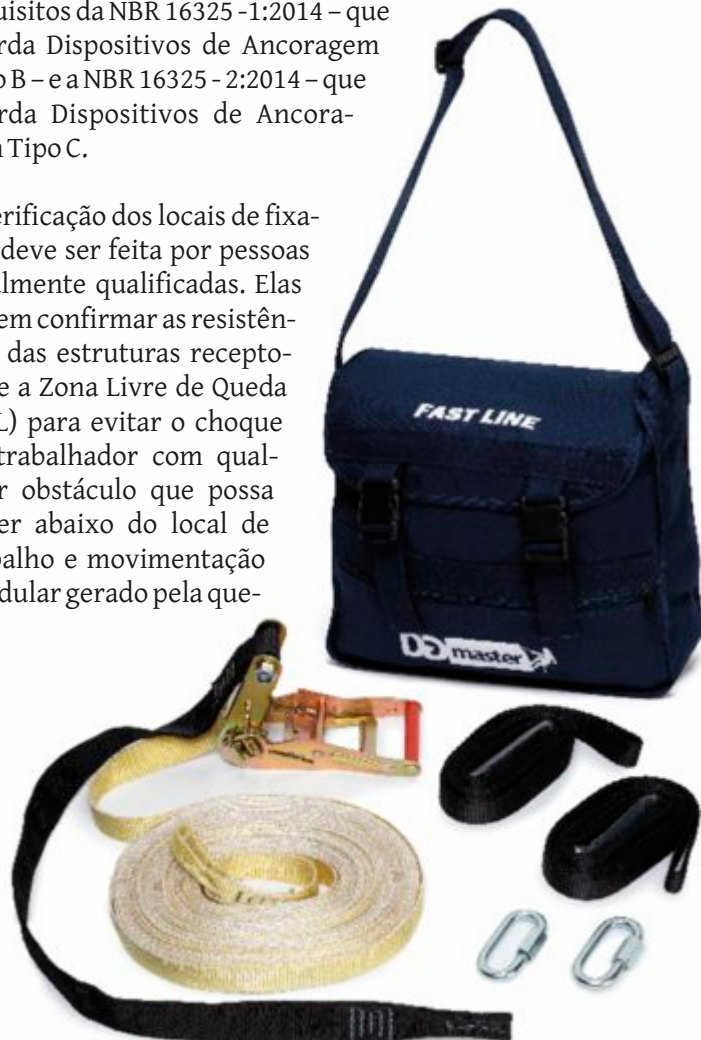 uisitos da NBR 16325 -1:2014 – que
rda Dispositivos de Ancoragem
o B – e a NBR 16325 - 2:2014 – que
rda Dispositivos de Ancora-
Tipo C.
erificação dos locais de fixa-
deve ser feita por pessoas
lmente qualificadas. Elas
em confirmar as resistên-
das estruturas recepto-
e a Zona Livre de Queda
L) para evitar o choque
trabalhador com qual-
r obstáculo que possa
er abaixo do local de
balho e movimentação
dular gerado pela que-
FAST LINE
DG master